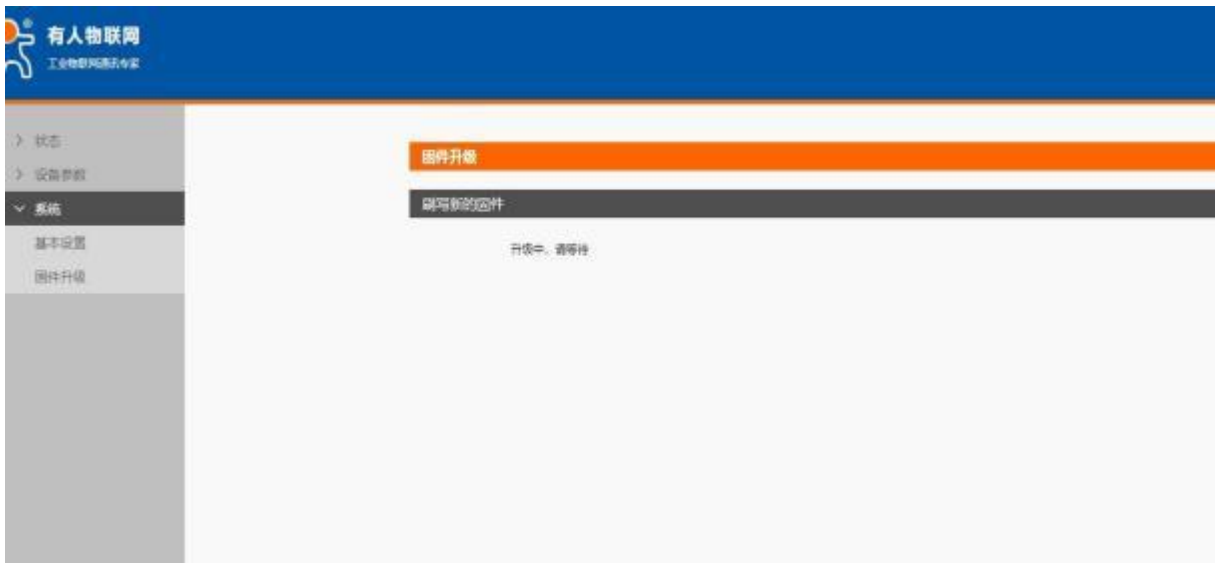 有人物联网
工业物联网通讯专家
状态
设备参数
系统
基本设置
固件升级
固件升级
刷写新的固件
升级中，请等待